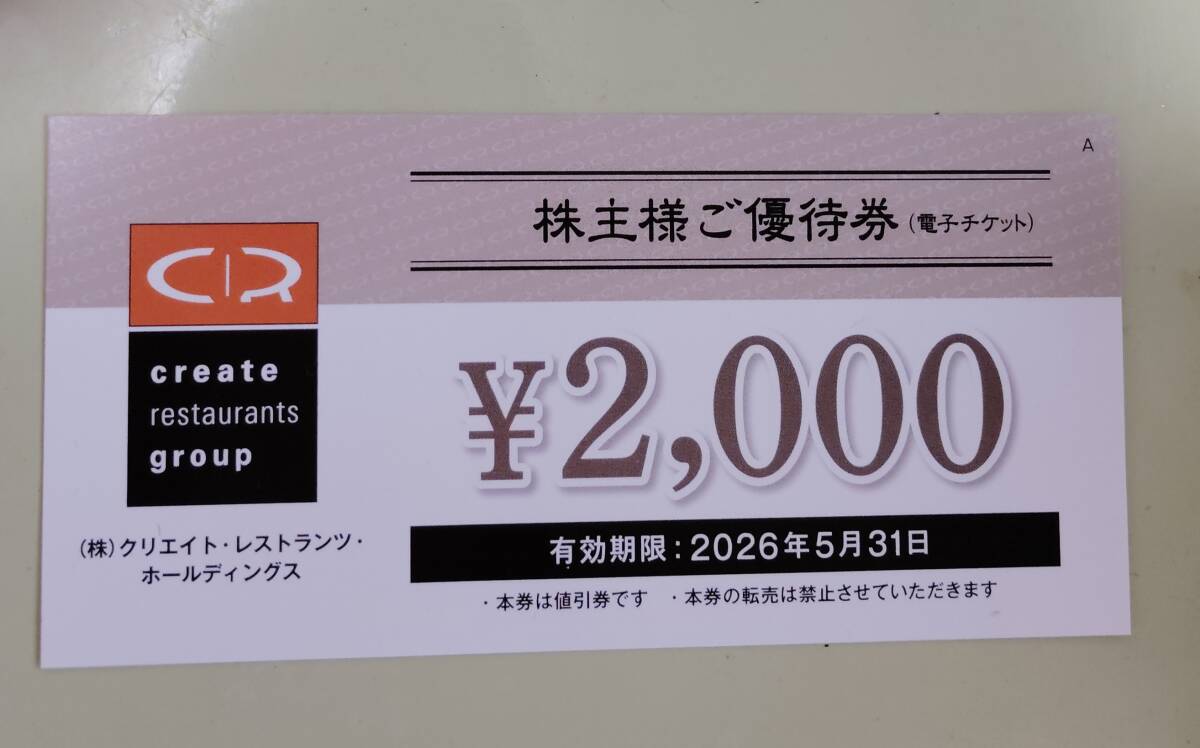 A
株主様ご優待券(電子チケット)
CR
create
restaurants
group
¥2,000
(株)クリエイト・レストランツ・
ホールディングス
有効期限:2026年5月31日
・本券は値引券です ・本券の転売は禁止させていただきます